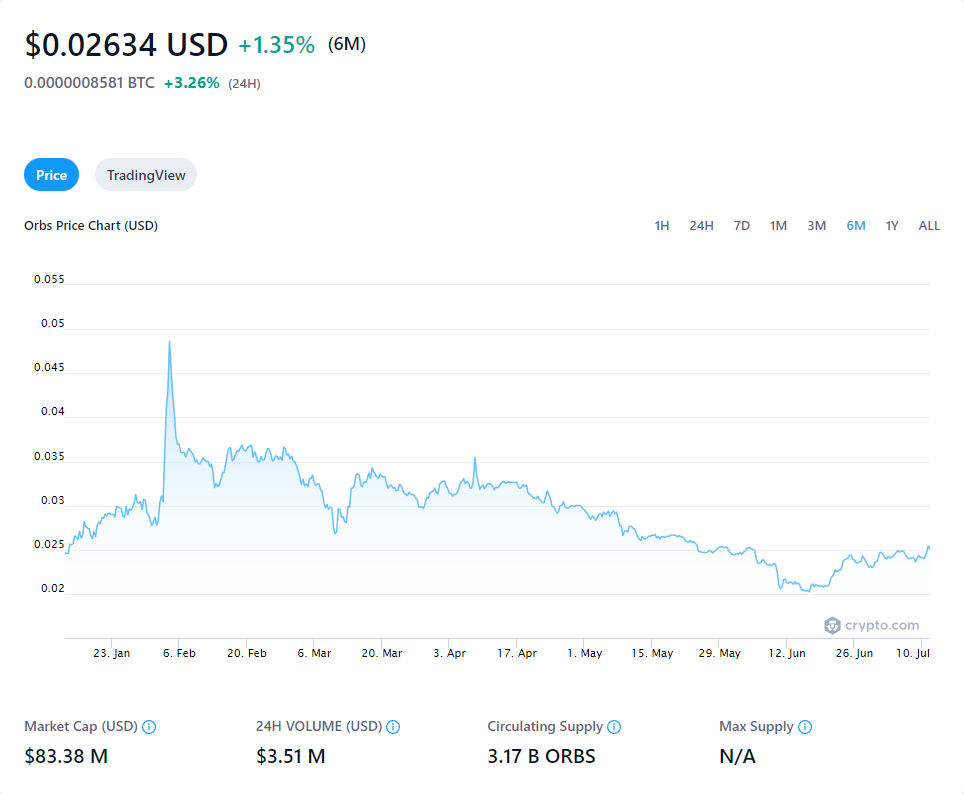 $0.02634 USD +1.35% (6M)
0.0000008581 BTC +3.26% (24H)
Price TradingView
Orbs Price Chart (USD) 1H 24H 7D 1M 3M 6M 1Y ALL
0.055
0.05
0.045
0.04
0.035
0.03
0.025
0.02
crypto.com
23. Jan 6. Feb 20. Feb 6. Mar 20. Mar 3. Apr 17. Apr 1. May 15. May 29. May 12. Jun 26. Jun 10. Jul
Market Cap (USD) 24H VOLUME (USD) Circulating Supply Max Supply
$83.38 M $3.51 M 3.17 B ORBS N/A